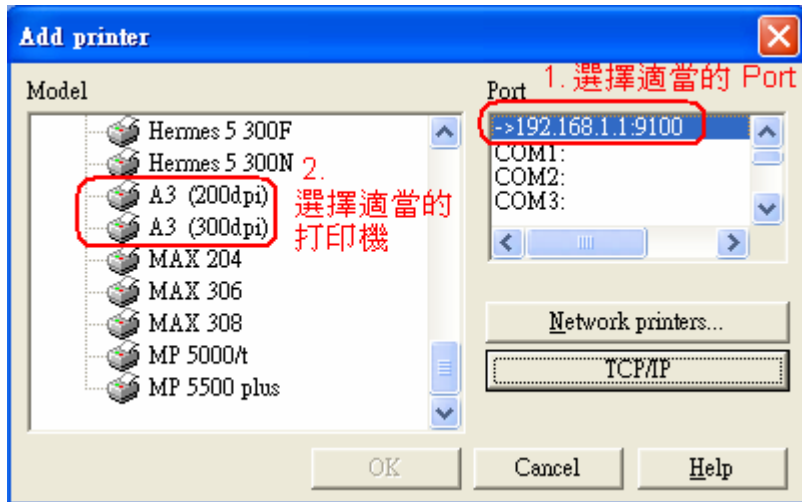 Add printer
Model
Hermes 5 300F
Hermes 5 300N
A3 (200dpi)
A3 (300dpi)
MAX 204
MAX 306
MAX 308
MP 5000/t
MP 5500 plus
2.
選擇適當的
打印機
Port
1. 選擇適當的 Port
->192.168.1.1:9100
COM1:
COM2:
COM3:
Network printers...
TCP/IP
OK
Cancel
Help